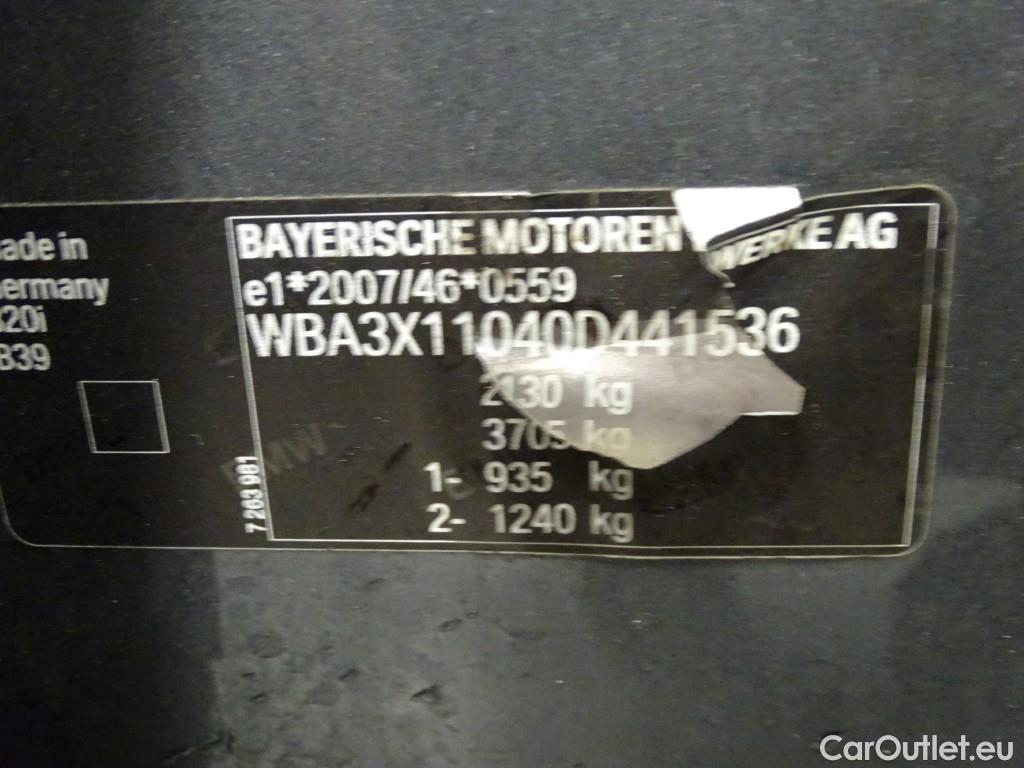 ade in
ermany
20i
B39
BAYERISCHE MOTOREN WERKE AG
e1*2007/46*0559
WBA3X11040D441536
2130 kg
3705 kg
1- 935 kg
2- 1240 kg
7 263 981
BMW
CarOutlet.eu